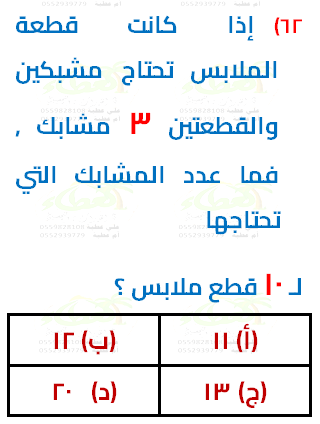 ٦٢) إذا كانت قطعة
الملابس تحتاج مشبكين
والقطعتين ٣ مشابك ,
فما عدد المشابك التي
تحتاجها
لـ ١٠ قطع ملابس ؟
(أ) ١١ (ب) ١٢
(ج) ١٣ (د) ٢٠